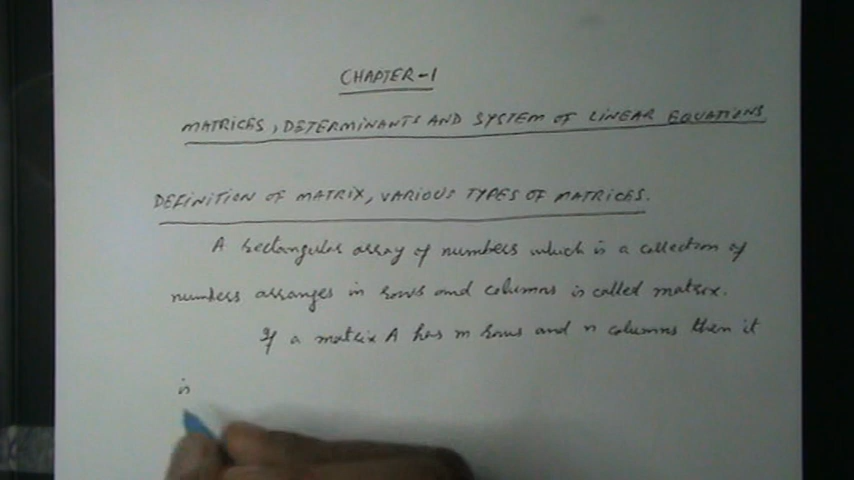 CHAPTER-1
MATRICES, DETERMINANTS AND SYSTEM OF LINEAR EQUATIONS
DEFINITION OF MATRIX, VARIOUS TYPES OF MATRICES.
A rectangular array of numbers which is a collection of
numbers arranges in rows and columns is called matrix.
If a matrix A has m rows and n columns then it
is